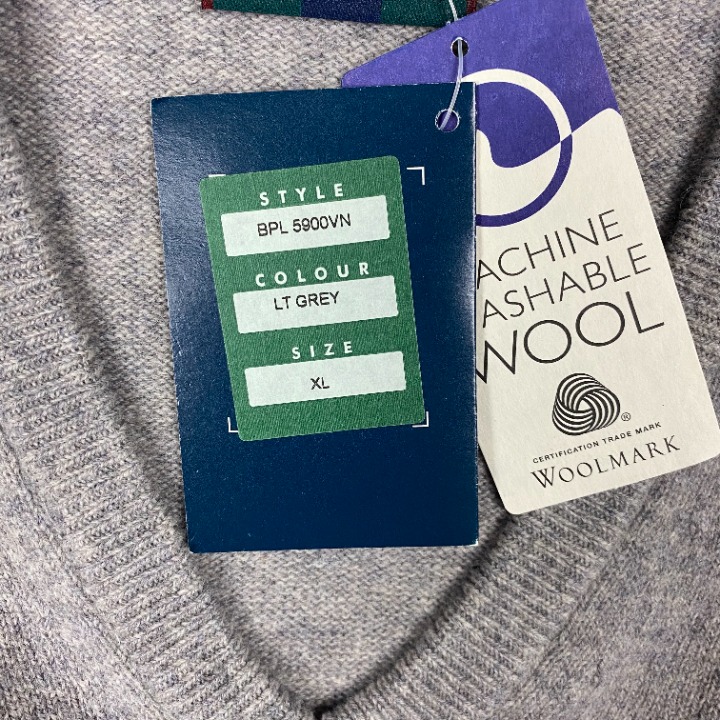 STYLE
BPL 5900VN
COLOUR
LT GREY
SIZE
XL
ACHINE
ASHABLE
WOOL
®
CERTIFICATION TRADE MARK
WOOLMARK